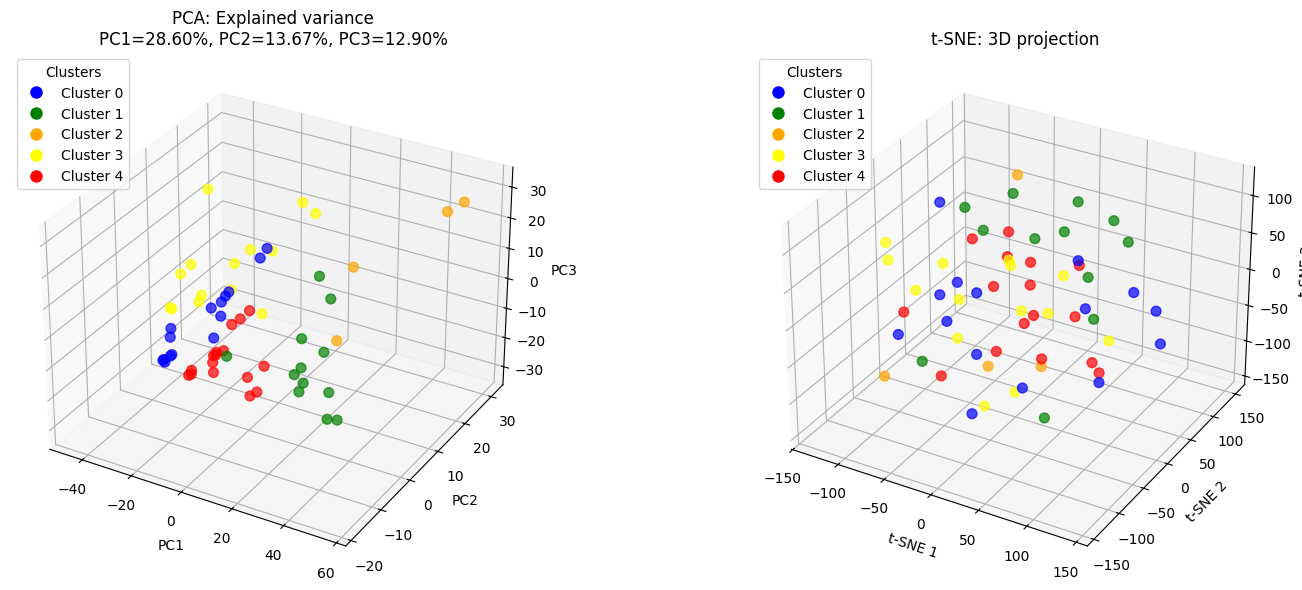 PCA: Explained variance
PC1=28.60%, PC2=13.67%, PC3=12.90%
Clusters
Cluster 0
Cluster 1
Cluster 2
Cluster 3
Cluster 4
30
20
10
0
−10
−20
−30
PC3
30
20
10
0
−10
−20
PC2
−40
−20
0
20
40
60
PC1
t-SNE: 3D projection
Clusters
Cluster 0
Cluster 1
Cluster 2
Cluster 3
Cluster 4
100
50
0
−50
−100
−150
150
100
50
0
−50
−100
−150
t-SNE 2
−150
−100
−50
0
50
100
150
t-SNE 1